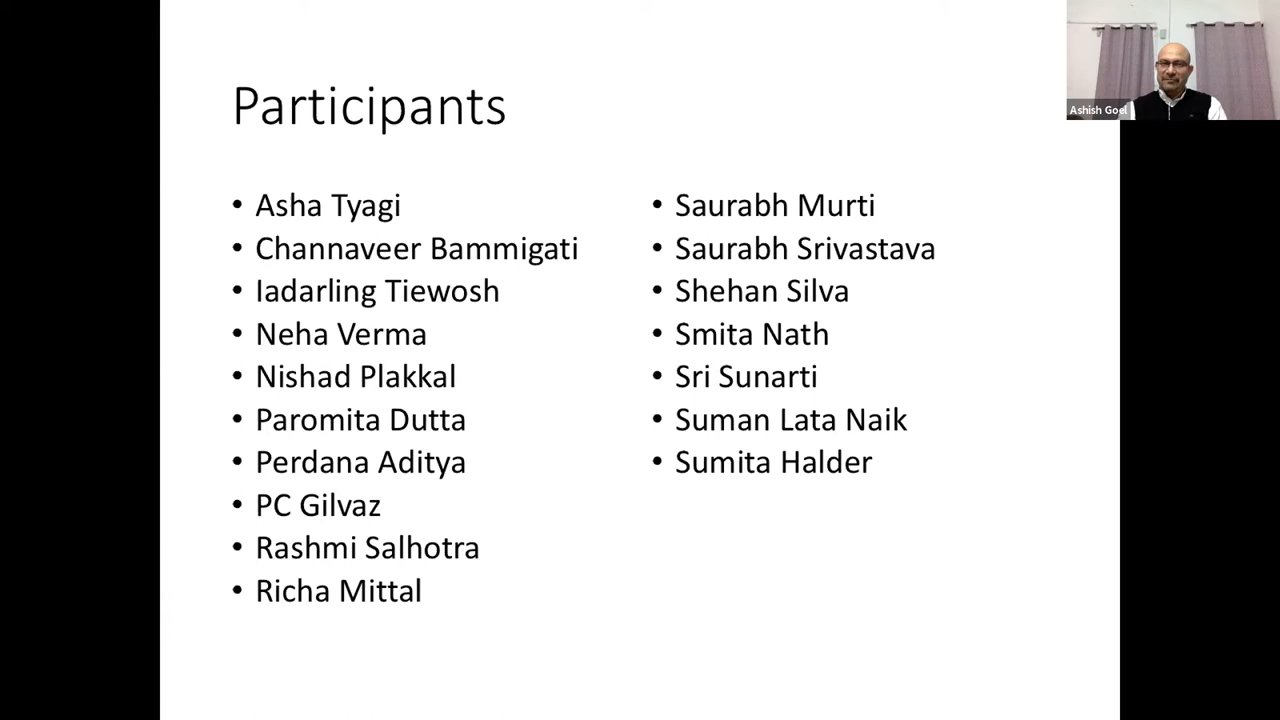 Participants
• Asha Tyagi
• Channaveer Bammigati
• Iadarling Tiewosh
• Neha Verma
• Nishad Plakkal
• Paromita Dutta
• Perdana Aditya
• PC Gilvaz
• Rashmi Salhotra
• Richa Mittal
• Saurabh Murti
• Saurabh Srivastava
• Shehan Silva
• Smita Nath
• Sri Sunarti
• Suman Lata Naik
• Sumita Halder
Ashish Goel